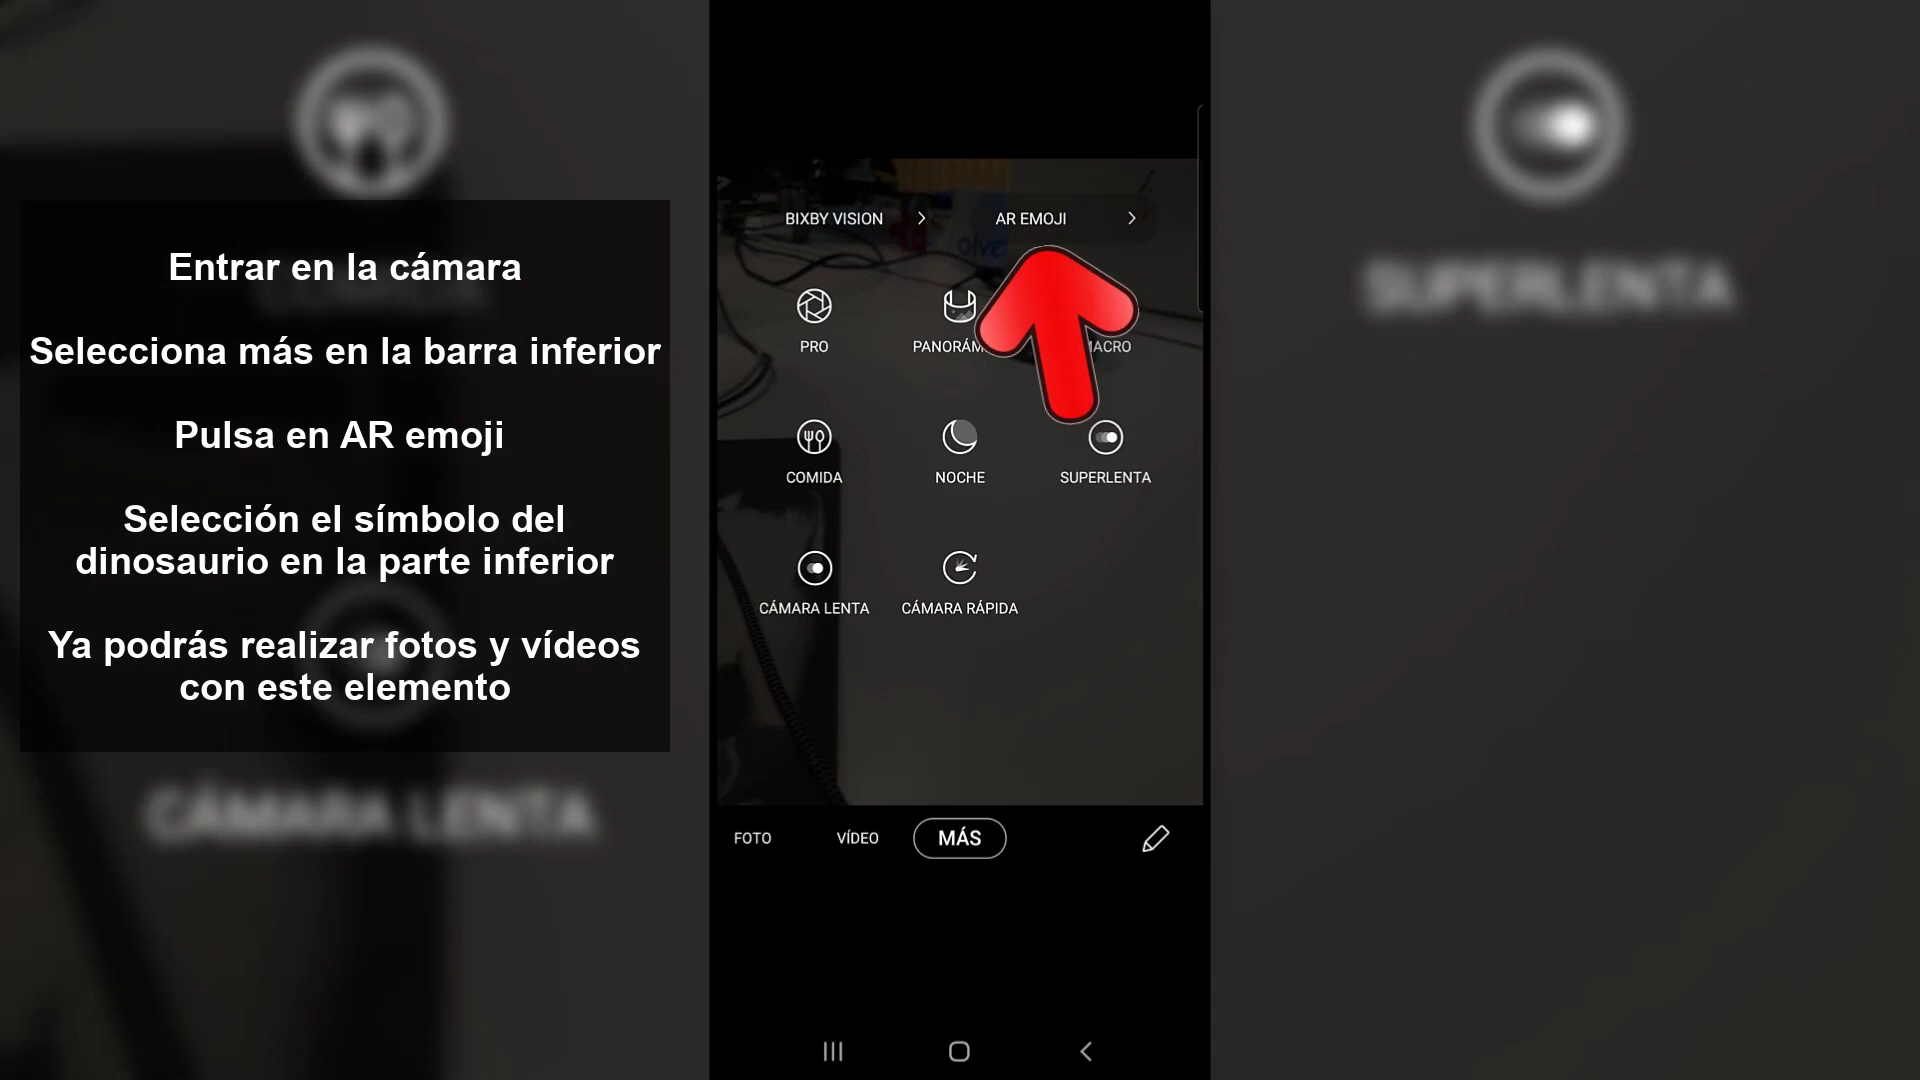 Entrar en la cámara
Selecciona más en la barra inferior
Pulsa en AR emoji
Selección el símbolo del
dinosaurio en la parte inferior
Ya podrás realizar fotos y vídeos
con este elemento
BIXBY VISION
AR EMOJI
PRO
PANORÁM
MACRO
COMIDA
NOCHE
SUPERLENTA
CÁMARA LENTA
CÁMARA RÁPIDA
FOTO
VÍDEO
MÁS
SUPERLENTA
CÁMARA LENTA